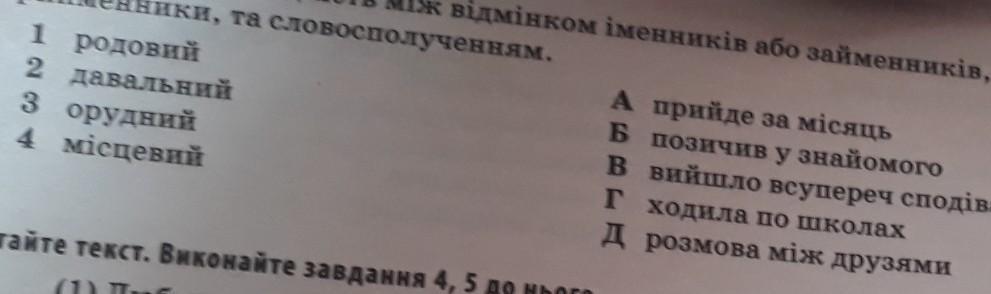 між відмінком іменників або займенників,
та словосполученням.
1 родовий
2 давальний
3 орудний
4 місцевий
А прийде за місяць
Б позичив у знайомого
В вийшло всупереч сподів
Г ходила по школах
Д розмова між друзями
тайте текст. Виконайте завдання 4, 5 до нього
(1)